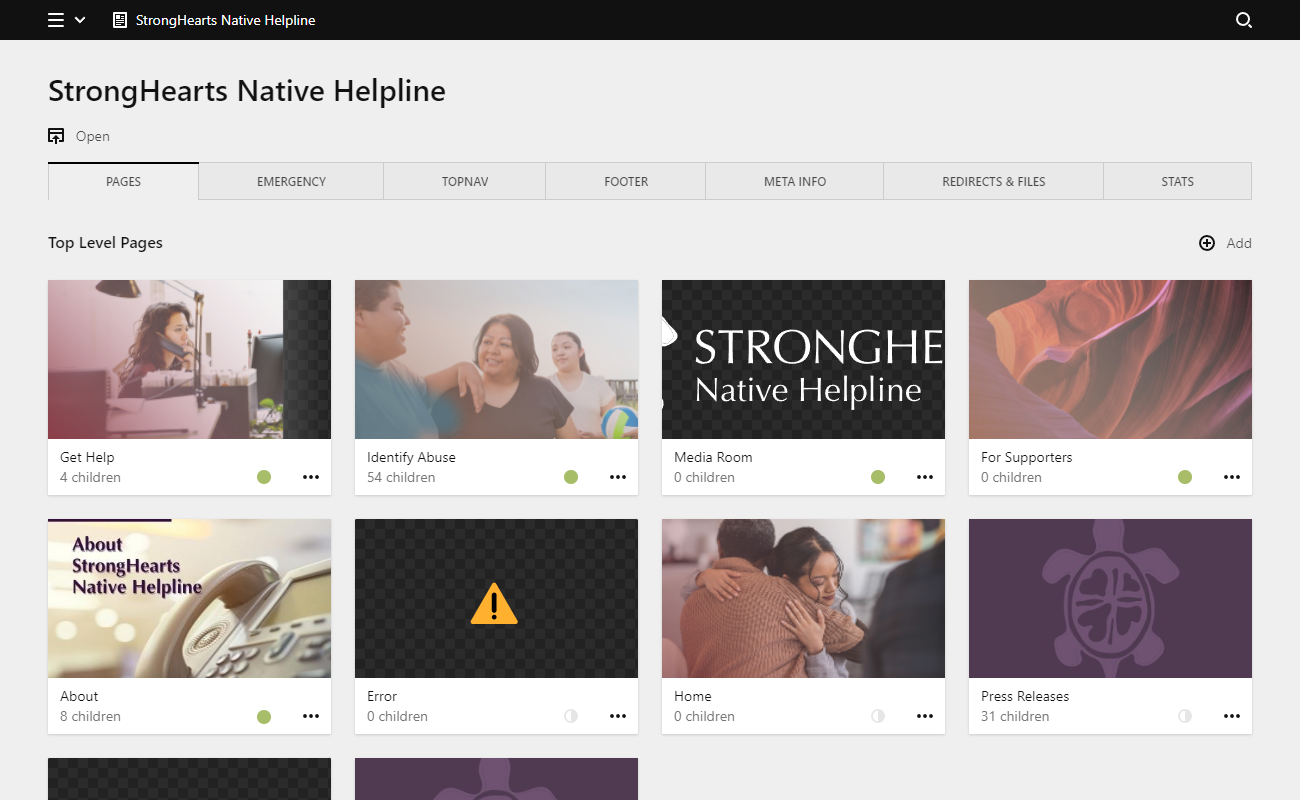 StrongHearts Native Helpline
StrongHearts Native Helpline
Open
PAGES
EMERGENCY
TOPNAV
FOOTER
META INFO
REDIRECTS & FILES
STATS
Top Level Pages
Add
STRONGHE
Native Helpline
Get Help
4 children
Identify Abuse
54 children
Media Room
0 children
For Supporters
0 children
About
StrongHearts
Native Helpline
About
8 children
Error
0 children
Home
0 children
Press Releases
31 children